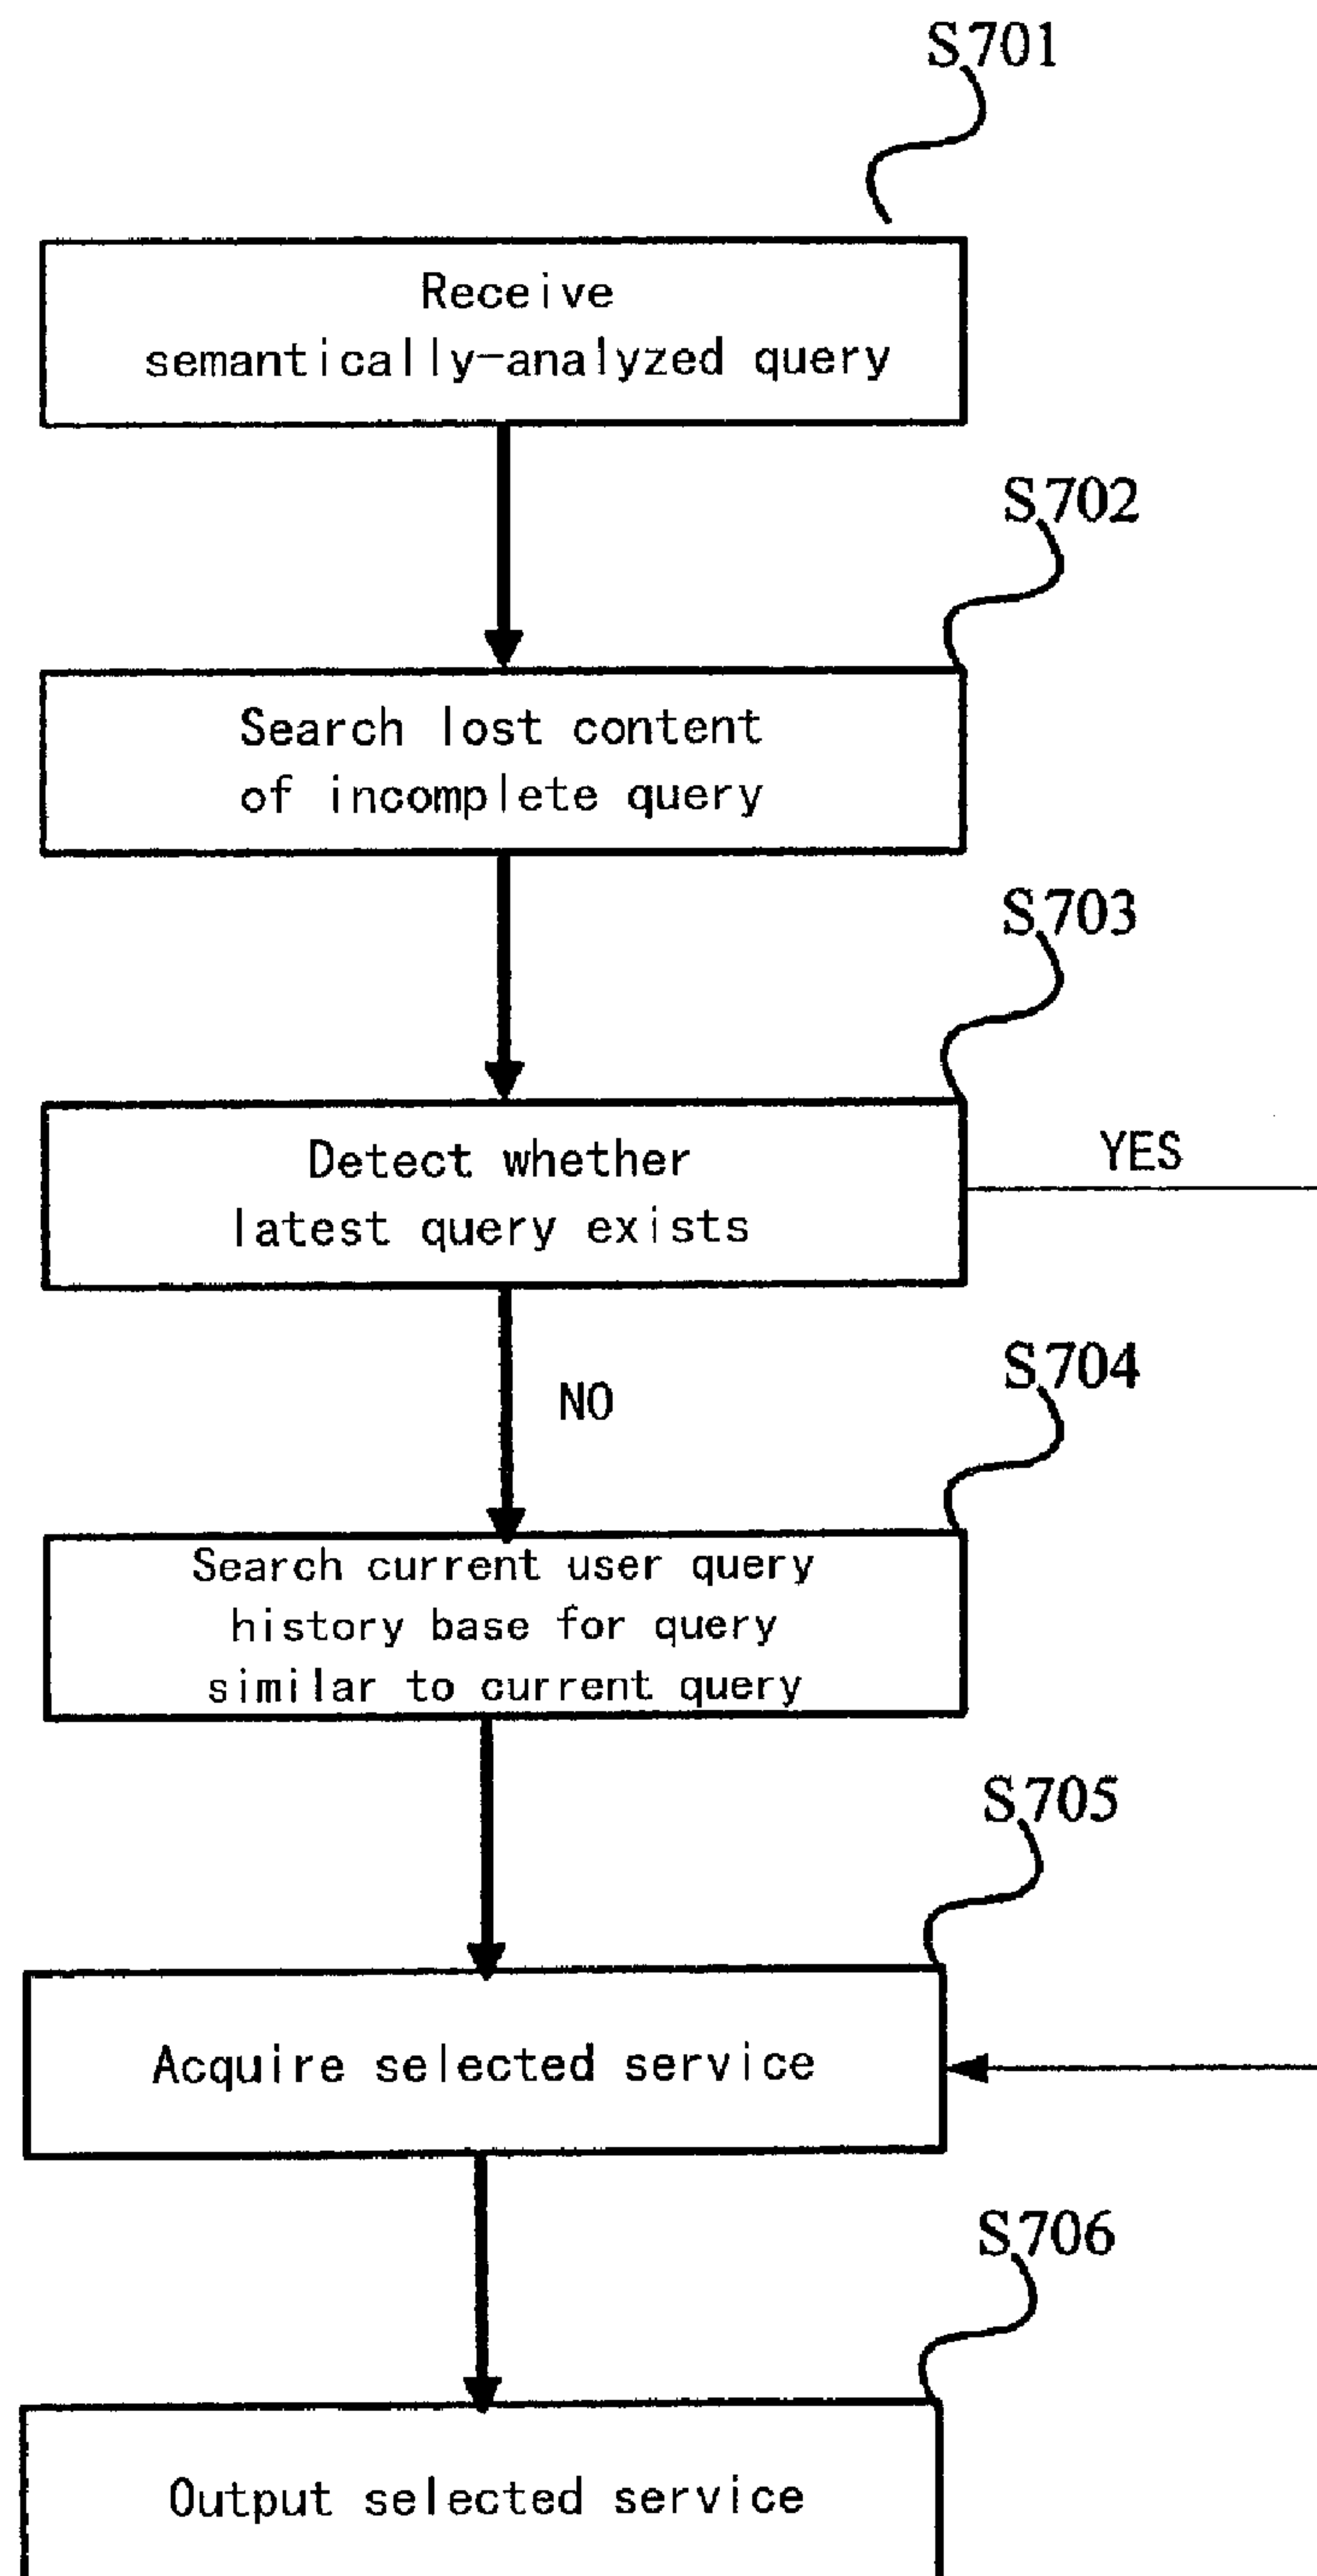 S701
Receive
semantically-analyzed query
S702
Search lost content
of incomplete query
S703
Detect whether
latest query exists
YES
NO
S704
Search current user query
history base for query
similar to current query
S705
Acquire selected service
S706
Output selected service